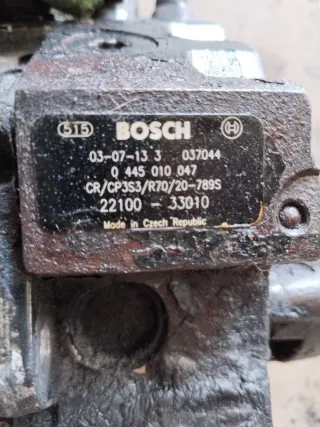 515 BOSCH
03-07-13 3 037044
0 445 010 047
CR/CP3S3/R70/20-789S
22100 - 33010
Made in Czech Republic